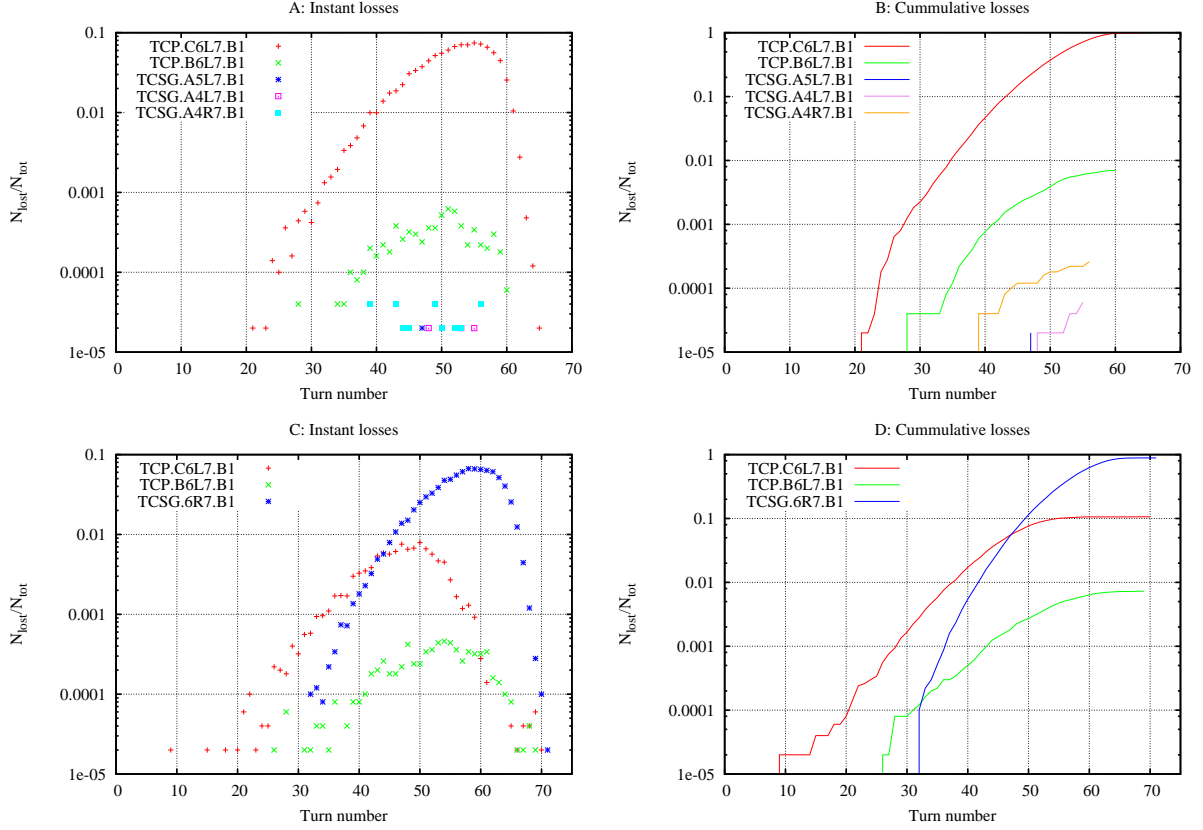 A: Instant losses
N_lost/N_tot
0.1
0.01
0.001
0.0001
1e-05
TCP.C6L7.B1
TCP.B6L7.B1
TCSG.A5L7.B1
TCSG.A4L7.B1
TCSG.A4R7.B1
0 10 20 30 40 50 60 70
Turn number
B: Cummulative losses
N_lost/N_tot
1
0.1
0.01
0.001
0.0001
1e-05
TCP.C6L7.B1
TCP.B6L7.B1
TCSG.A5L7.B1
TCSG.A4L7.B1
TCSG.A4R7.B1
0 10 20 30 40 50 60 70
Turn number
C: Instant losses
N_lost/N_tot
0.1
0.01
0.001
0.0001
1e-05
TCP.C6L7.B1
TCP.B6L7.B1
TCSG.6R7.B1
0 10 20 30 40 50 60 70
Turn number
D: Cummulative losses
N_lost/N_tot
1
0.1
0.01
0.001
0.0001
1e-05
TCP.C6L7.B1
TCP.B6L7.B1
TCSG.6R7.B1
0 10 20 30 40 50 60 70
Turn number